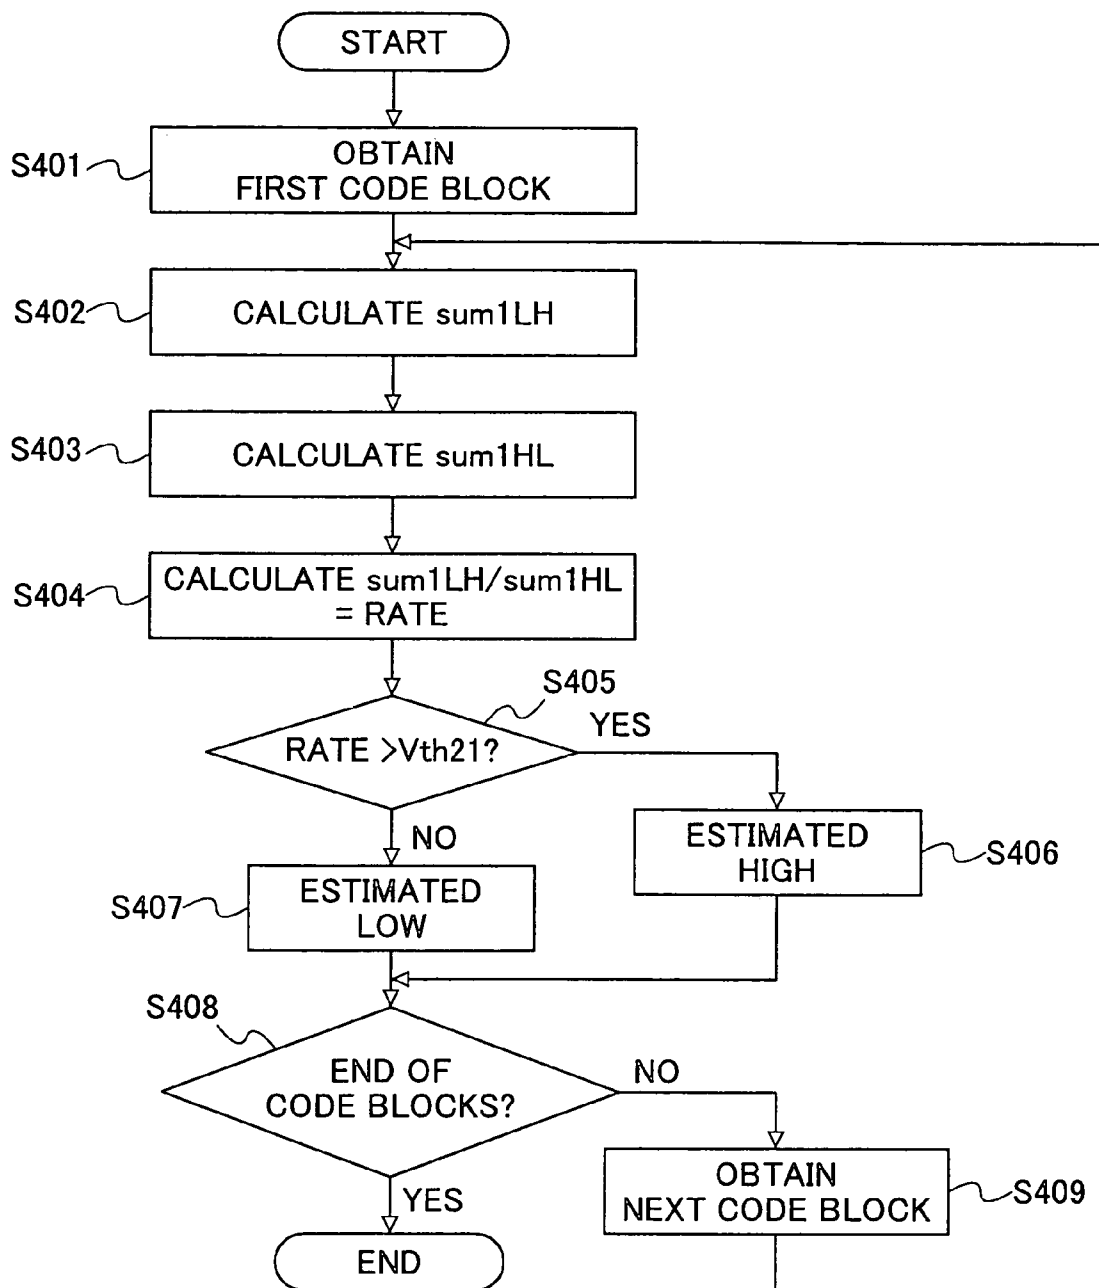 START
S401
OBTAIN
FIRST CODE BLOCK
S402
CALCULATE sum1LH
S403
CALCULATE sum1HL
S404
CALCULATE sum1LH/sum1HL
= RATE
S405
RATE >Vth21?
YES
NO
ESTIMATED
HIGH
S406
S407
ESTIMATED
LOW
S408
END OF
CODE BLOCKS?
NO
YES
OBTAIN
NEXT CODE BLOCK
S409
END